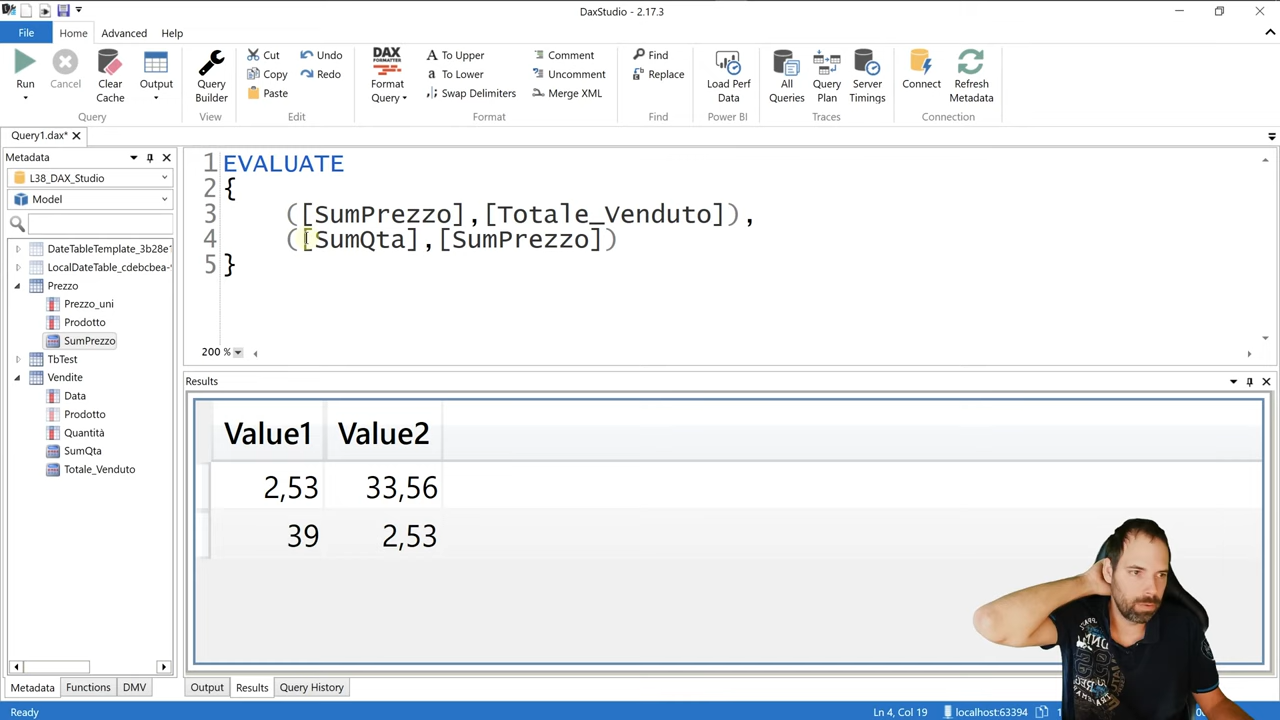 DaxStudio - 2.17.3
File Home Advanced Help
Run
Cancel
Clear Cache
Output
Query
Query Builder
View
Cut
Copy
Paste
Undo
Redo
Edit
DAX FORMATTER
Format Query
To Upper
To Lower
Swap Delimiters
Comment
Uncomment
Merge XML
Format
Find
Replace
Find
Load Perf Data
Power BI
All Queries
Query Plan
Server Timings
Traces
Connect
Refresh Metadata
Connection
Query1.dax*
Metadata
L38_DAX_Studio
Model
DateTableTemplate_3b28e1
LocalDateTable_cdebcbea-
Prezzo
Prezzo_uni
Prodotto
SumPrezzo
TbTest
Vendite
Data
Prodotto
Quantità
SumQta
Totale_Venduto
Metadata Functions DMV
1 EVALUATE
2 {
3 ([SumPrezzo],[Totale_Venduto]),
4 ([SumQta],[SumPrezzo])
5 }
200 %
Results
Value1 Value2
2,53 33,56
39 2,53
Output Results Query History
Ready
Ln 4, Col 19 localhost:63394